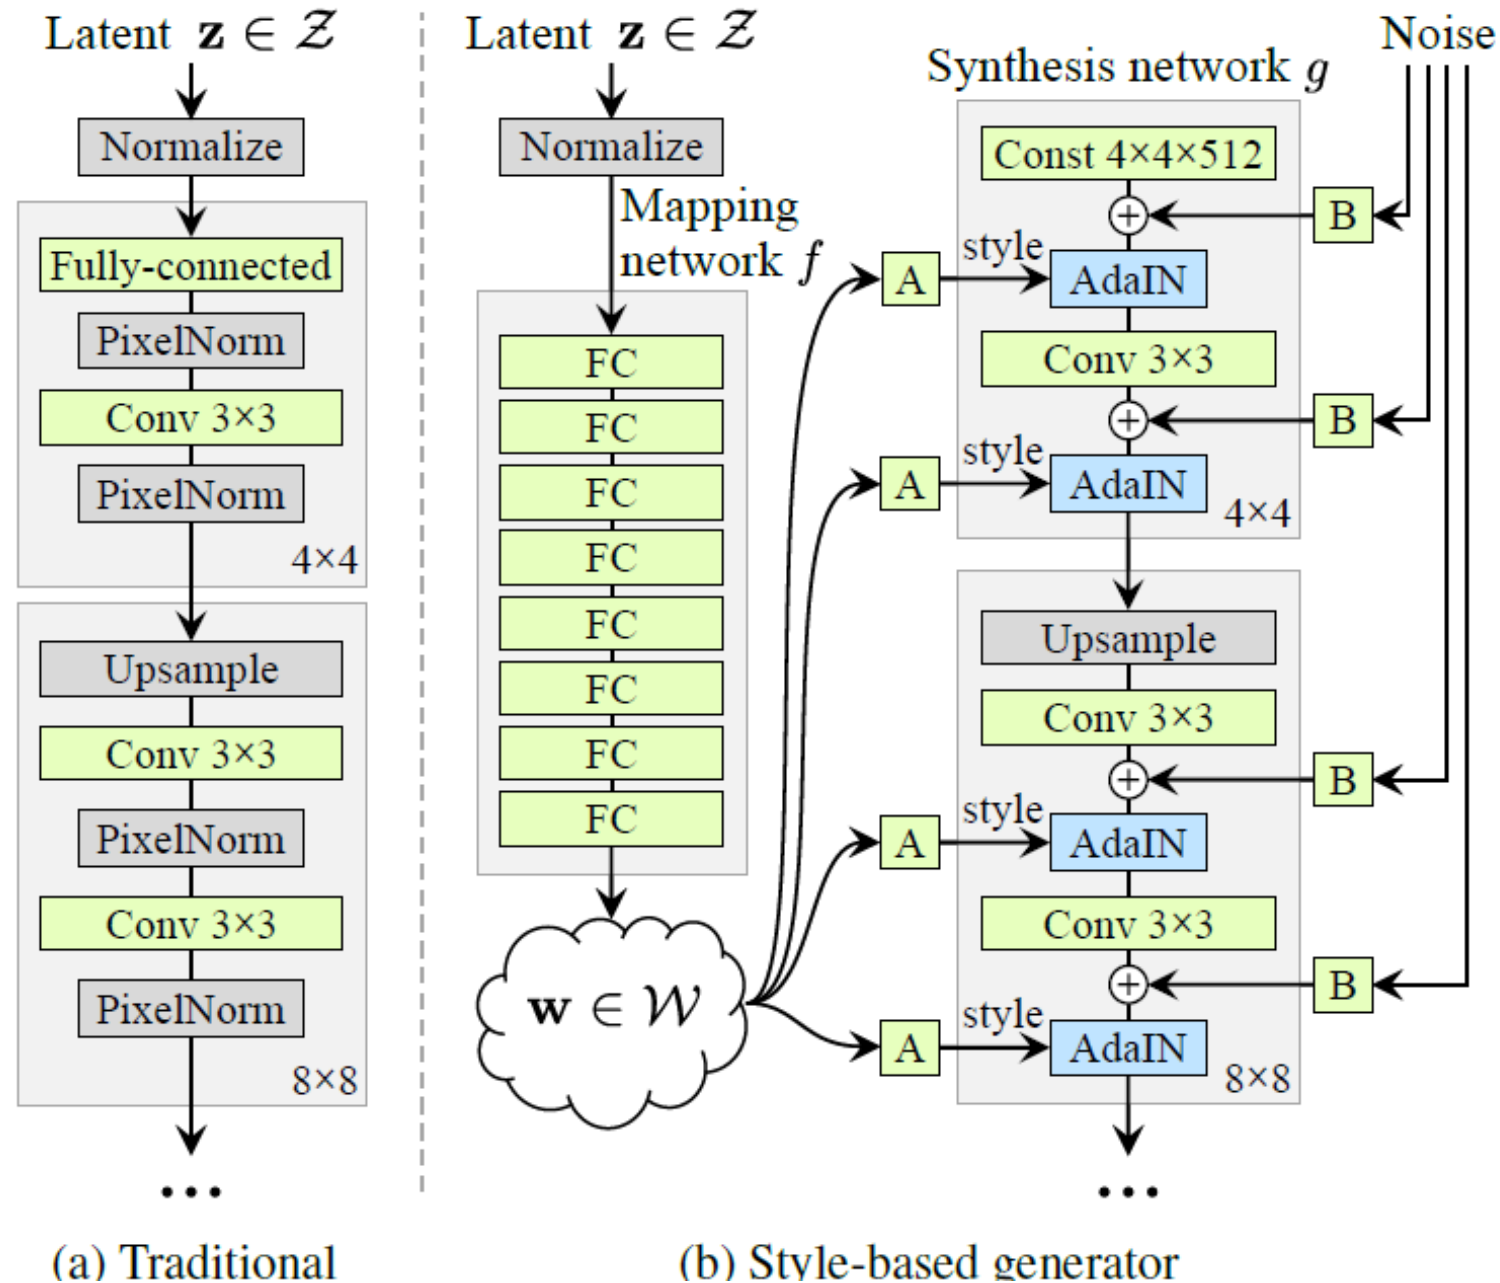 Latent z ∈ 𝒵
Normalize
Fully-connected
PixelNorm
Conv 3×3
PixelNorm
4×4
Upsample
Conv 3×3
PixelNorm
Conv 3×3
PixelNorm
8×8
...
(a) Traditional
Latent z ∈ 𝒵
Normalize
Mapping
network f
FC
FC
FC
FC
FC
FC
FC
FC
w ∈ 𝒲
Synthesis network g
Noise
Const 4×4×512
B
A
style
AdaIN
Conv 3×3
B
A
style
AdaIN
4×4
Upsample
Conv 3×3
B
A
style
AdaIN
Conv 3×3
B
A
style
AdaIN
8×8
...
(b) Style-based generator